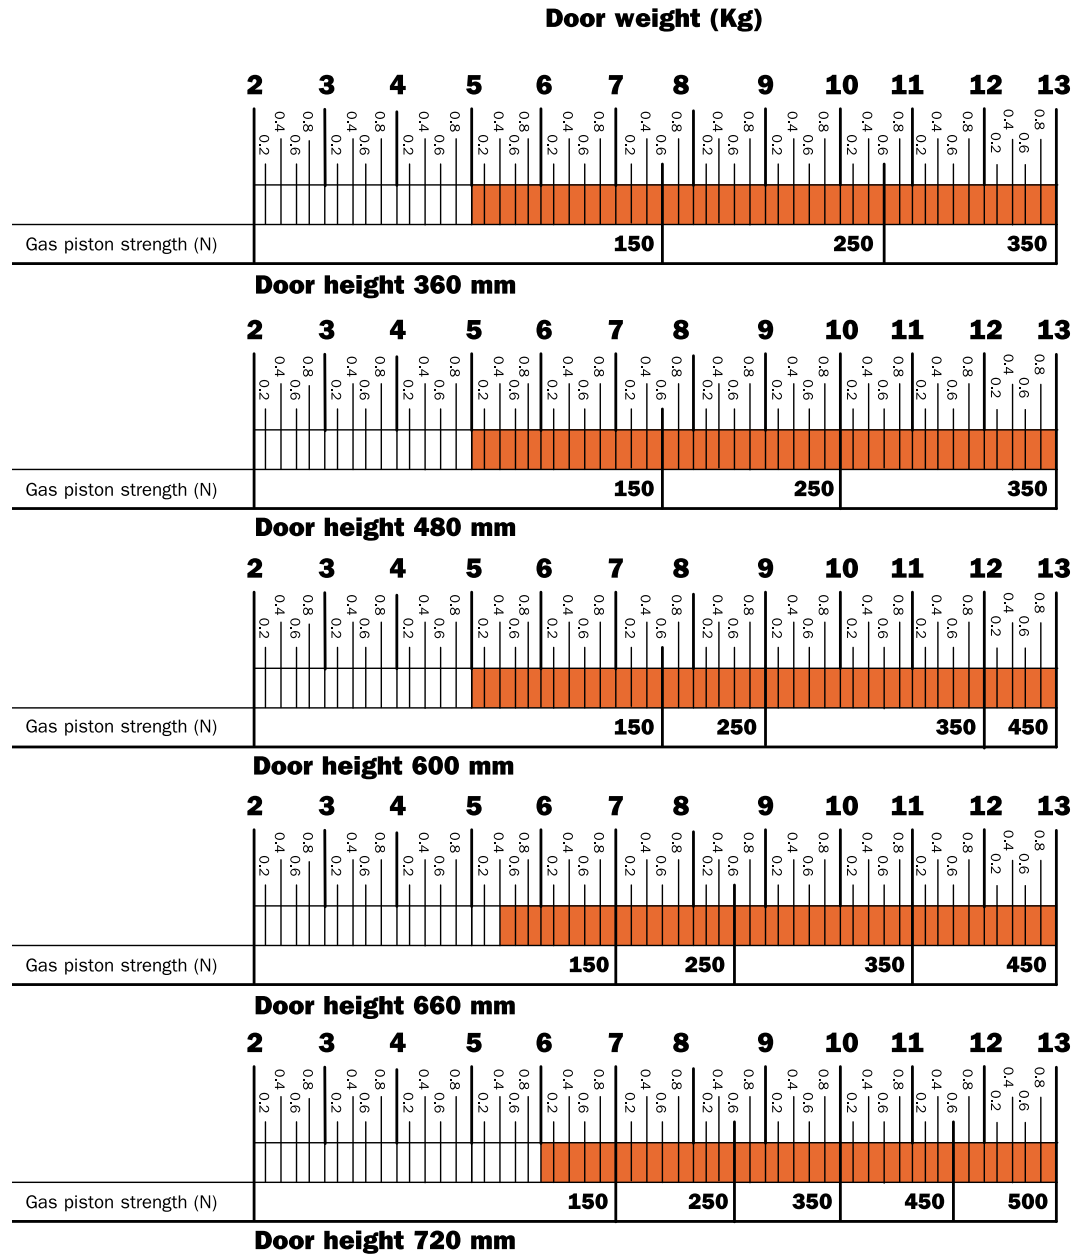 Door weight (Kg)
2 3 4 5 6 7 8 9 10 11 12 13
0.2 0.4 0.6 0.8 0.2 0.4 0.6 0.8 0.2 0.4 0.6 0.8 0.2 0.4 0.6 0.8 0.2 0.4 0.6 0.8 0.2 0.4 0.6 0.8 0.2 0.4 0.6 0.8 0.2 0.4 0.6 0.8 0.2 0.4 0.6 0.8 0.2 0.4 0.6 0.8 0.2 0.4 0.6 0.8
Gas piston strength (N) 150 250 350
Door height 360 mm
2 3 4 5 6 7 8 9 10 11 12 13
0.2 0.4 0.6 0.8 0.2 0.4 0.6 0.8 0.2 0.4 0.6 0.8 0.2 0.4 0.6 0.8 0.2 0.4 0.6 0.8 0.2 0.4 0.6 0.8 0.2 0.4 0.6 0.8 0.2 0.4 0.6 0.8 0.2 0.4 0.6 0.8 0.2 0.4 0.6 0.8 0.2 0.4 0.6 0.8
Gas piston strength (N) 150 250 350
Door height 480 mm
2 3 4 5 6 7 8 9 10 11 12 13
0.2 0.4 0.6 0.8 0.2 0.4 0.6 0.8 0.2 0.4 0.6 0.8 0.2 0.4 0.6 0.8 0.2 0.4 0.6 0.8 0.2 0.4 0.6 0.8 0.2 0.4 0.6 0.8 0.2 0.4 0.6 0.8 0.2 0.4 0.6 0.8 0.2 0.4 0.6 0.8 0.2 0.4 0.6 0.8
Gas piston strength (N) 150 250 350 450
Door height 600 mm
2 3 4 5 6 7 8 9 10 11 12 13
0.2 0.4 0.6 0.8 0.2 0.4 0.6 0.8 0.2 0.4 0.6 0.8 0.2 0.4 0.6 0.8 0.2 0.4 0.6 0.8 0.2 0.4 0.6 0.8 0.2 0.4 0.6 0.8 0.2 0.4 0.6 0.8 0.2 0.4 0.6 0.8 0.2 0.4 0.6 0.8 0.2 0.4 0.6 0.8
Gas piston strength (N) 150 250 350 450
Door height 660 mm
2 3 4 5 6 7 8 9 10 11 12 13
0.2 0.4 0.6 0.8 0.2 0.4 0.6 0.8 0.2 0.4 0.6 0.8 0.2 0.4 0.6 0.8 0.2 0.4 0.6 0.8 0.2 0.4 0.6 0.8 0.2 0.4 0.6 0.8 0.2 0.4 0.6 0.8 0.2 0.4 0.6 0.8 0.2 0.4 0.6 0.8 0.2 0.4 0.6 0.8
Gas piston strength (N) 150 250 350 450 500
Door height 720 mm